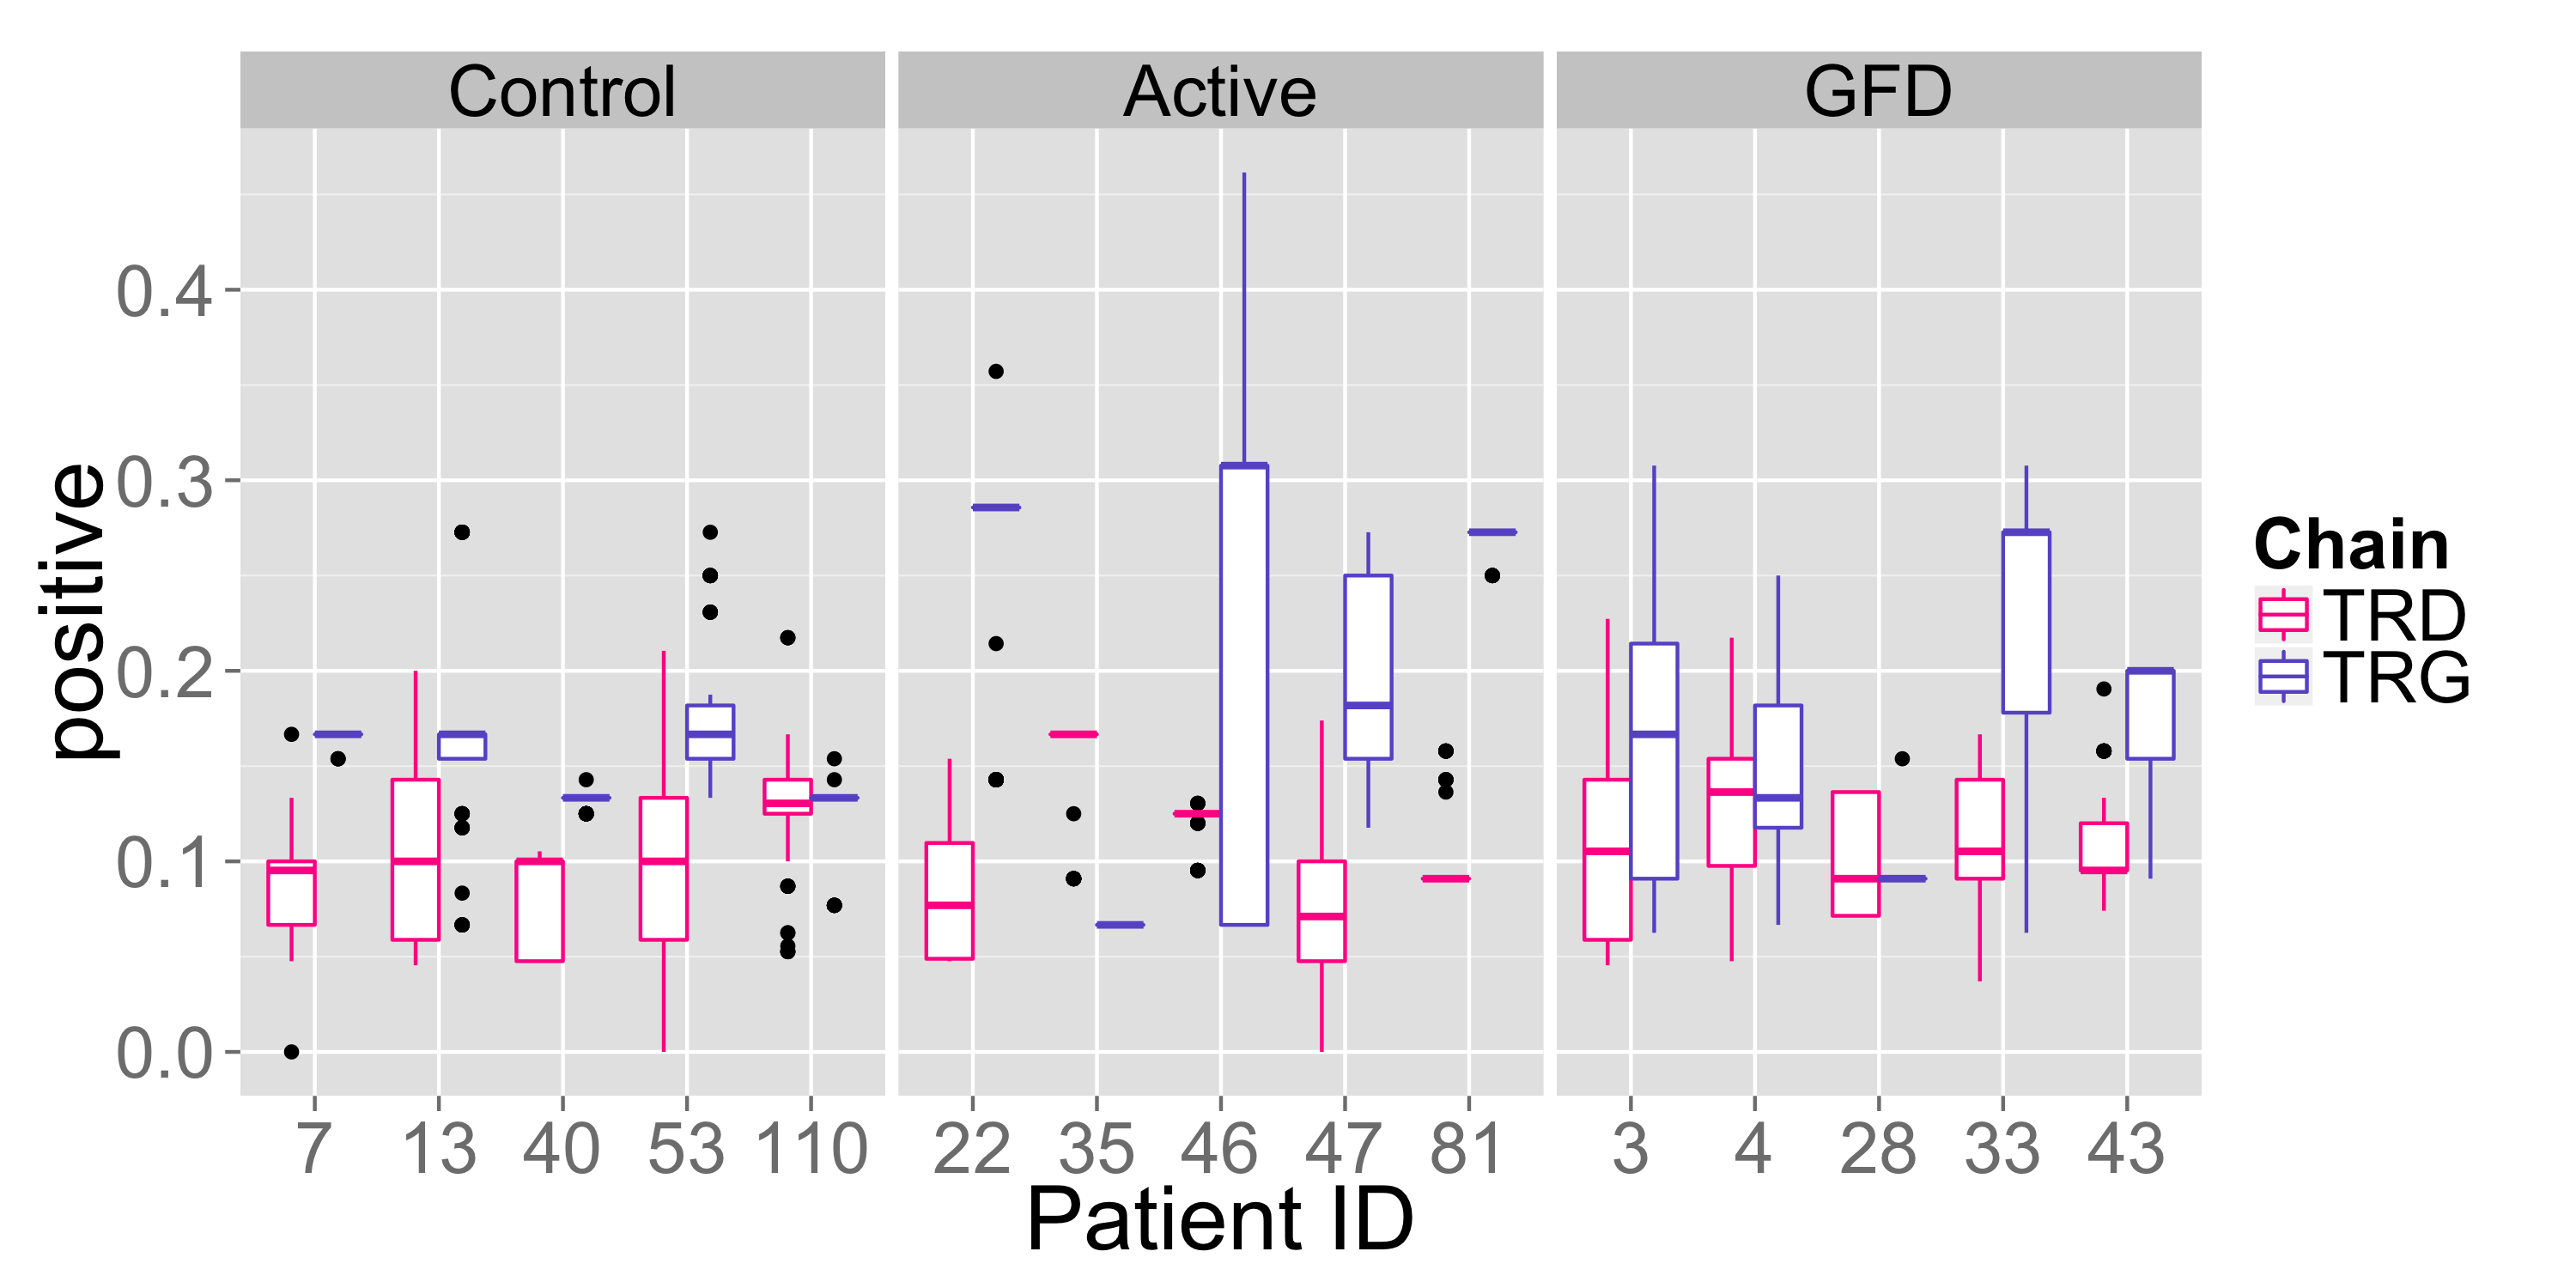 Control Active GFD
positive
0.4
0.3
0.2
0.1
0.0
7 13 40 53 110 22 35 46 47 81 3 4 28 33 43
Patient ID
Chain
TRD
TRG